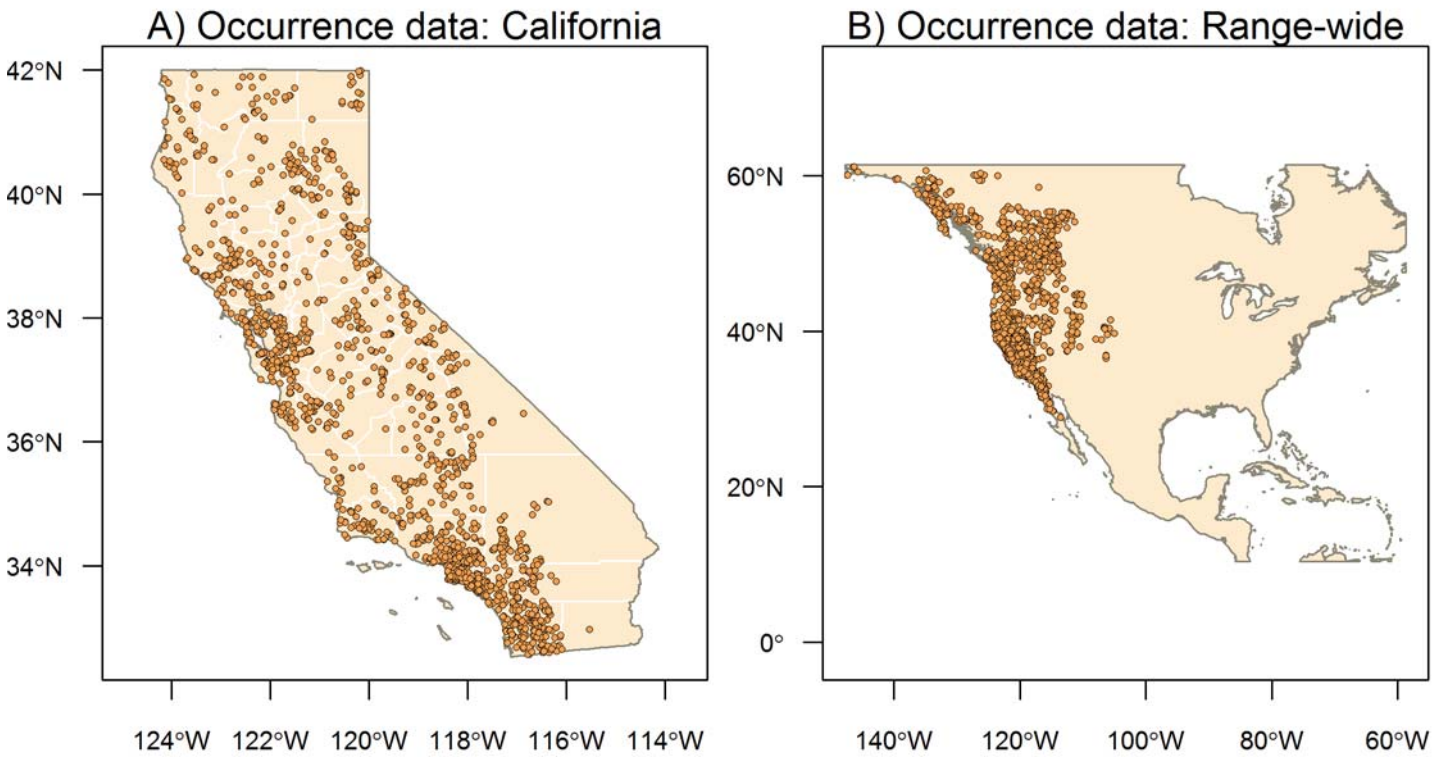 A) Occurrence data: California
42°N
40°N
38°N
36°N
34°N
124°W 122°W 120°W 118°W 116°W 114°W
B) Occurrence data: Range-wide
60°N
40°N
20°N
0°
140°W 120°W 100°W 80°W 60°W